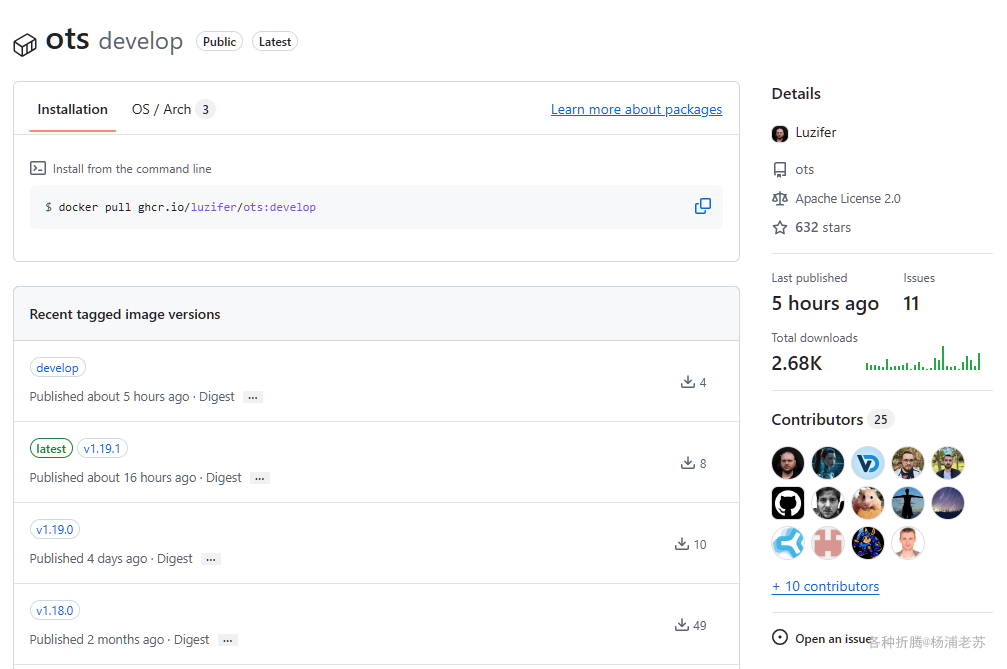 ots develop Public Latest
Installation OS / Arch 3 Learn more about packages
Install from the command line
$ docker pull ghcr.io/luzifer/ots:develop
Recent tagged image versions
develop
Published about 5 hours ago · Digest ...
4
latest v1.19.1
Published about 16 hours ago · Digest ...
8
v1.19.0
Published 4 days ago · Digest ...
10
v1.18.0
Published 2 months ago · Digest ...
49
Details
Luzifer
ots
Apache License 2.0
632 stars
Last published Issues
5 hours ago 11
Total downloads
2.68K
Contributors 25
+ 10 contributors
Open an issue
各种折腾@杨浦老苏